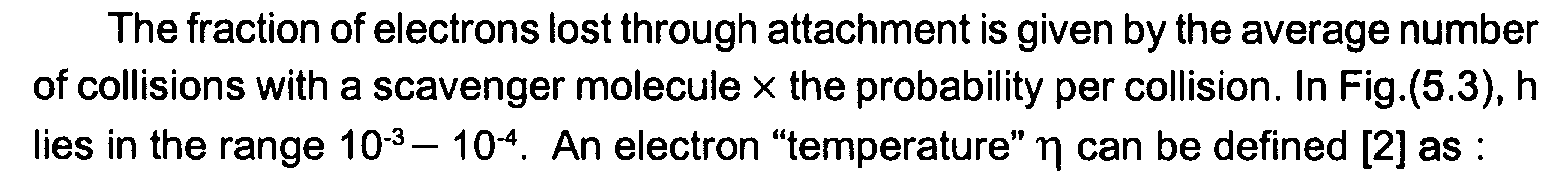 The fraction of electrons lost through attachment is given by the average number
of collisions with a scavenger molecule × the probability per collision. In Fig.(5.3), h
lies in the range 10⁻³ – 10⁻⁴. An electron “temperature” η can be defined [2] as :